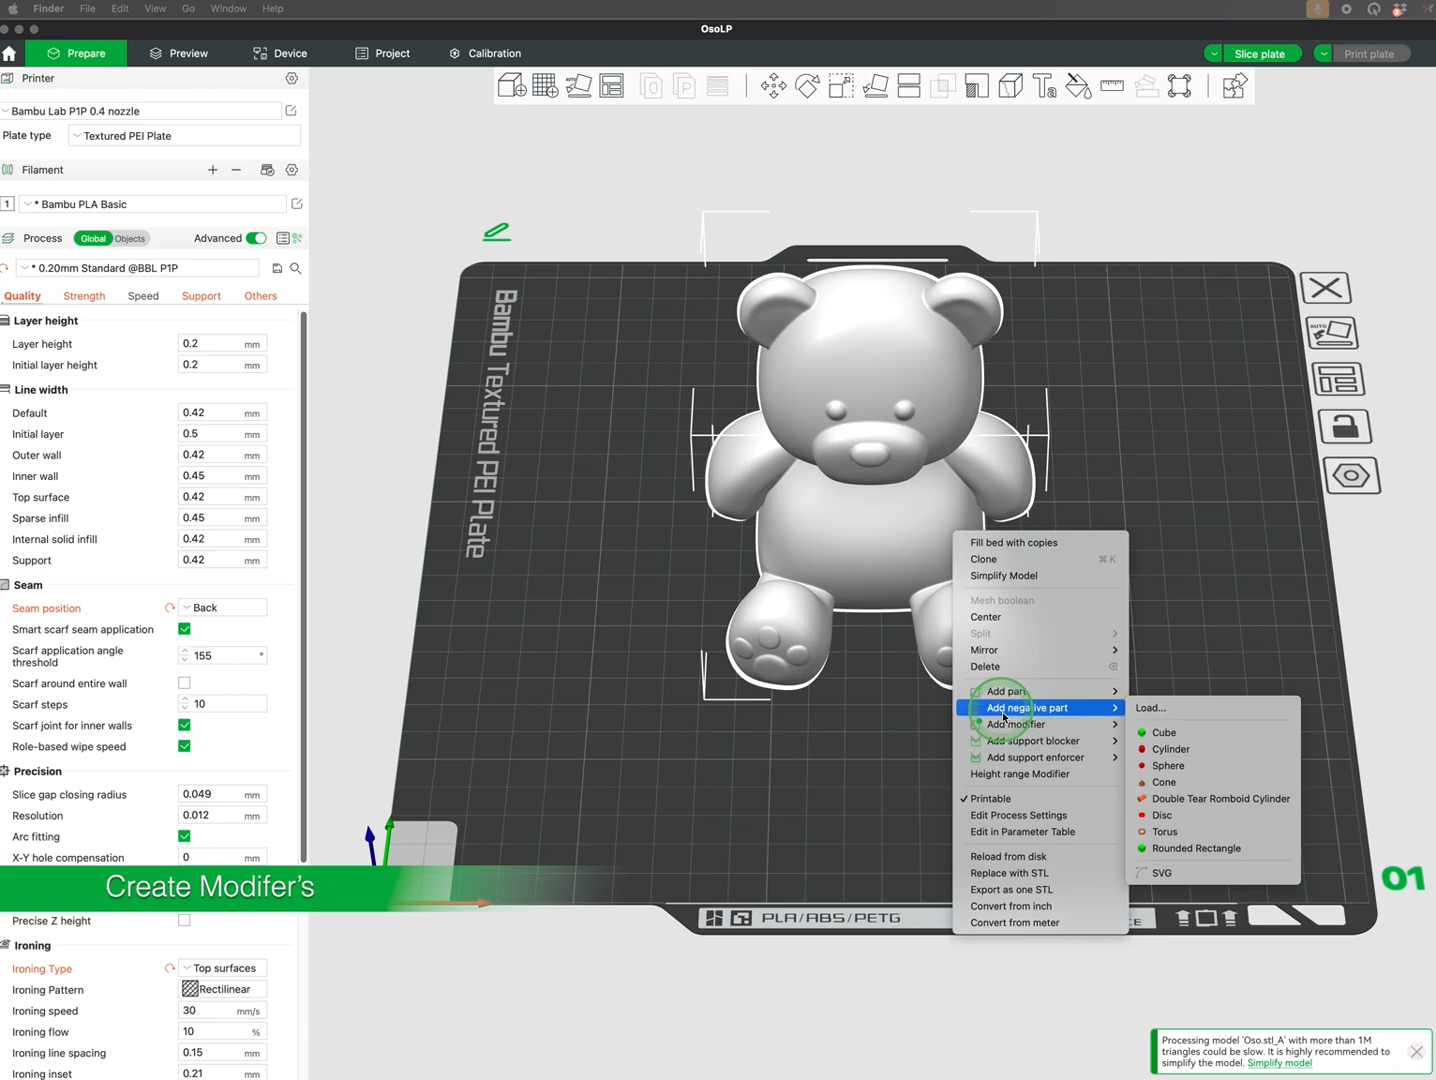 Finder File Edit View Go Window Help
OsoLP
Prepare Preview Device Project Calibration Slice plate Print plate
Printer
Bambu Lab P1P 0.4 nozzle
Plate type Textured PEI Plate
Filament
1 * Bambu PLA Basic
Process Global Objects Advanced
* 0.20mm Standard @BBL P1P
Quality Strength Speed Support Others
Layer height
Layer height 0.2 mm
Initial layer height 0.2 mm
Line width
Default 0.42 mm
Initial layer 0.5 mm
Outer wall 0.42 mm
Inner wall 0.45 mm
Top surface 0.42 mm
Sparse infill 0.45 mm
Internal solid infill 0.42 mm
Support 0.42 mm
Seam
Seam position Back
Smart scarf seam application
Scarf application angle
threshold 155 °
Scarf around entire wall
Scarf steps 10
Scarf joint for inner walls
Role-based wipe speed
Precision
Slice gap closing radius 0.049 mm
Resolution 0.012 mm
Arc fitting
X-Y hole compensation 0 mm
Create Modifer's
Precise Z height
Ironing
Ironing Type Top surfaces
Ironing Pattern Rectilinear
Ironing speed 30 mm/s
Ironing flow 10 %
Ironing line spacing 0.15 mm
Ironing inset 0.21 mm
Bambu Textured PEI Plate
AUTO
Fill bed with copies
Clone ⌘ K
Simplify Model
Mesh boolean
Center
Split
Mirror
Delete
Add part
Add negative part
Add modifier
Add support blocker
Add support enforcer
Height range Modifier
✓ Printable
Edit Process Settings
Edit in Parameter Table
Reload from disk
Replace with STL
Export as one STL
Convert from inch
Convert from meter
Load...
Cube
Cylinder
Sphere
Cone
Double Tear Romboid Cylinder
Disc
Torus
Rounded Rectangle
SVG
01
PLA/ABS/PETG
CE
Processing model 'Oso.stl_A' with more than 1M
triangles could be slow. It is highly recommended to
simplify the model. Simplify model